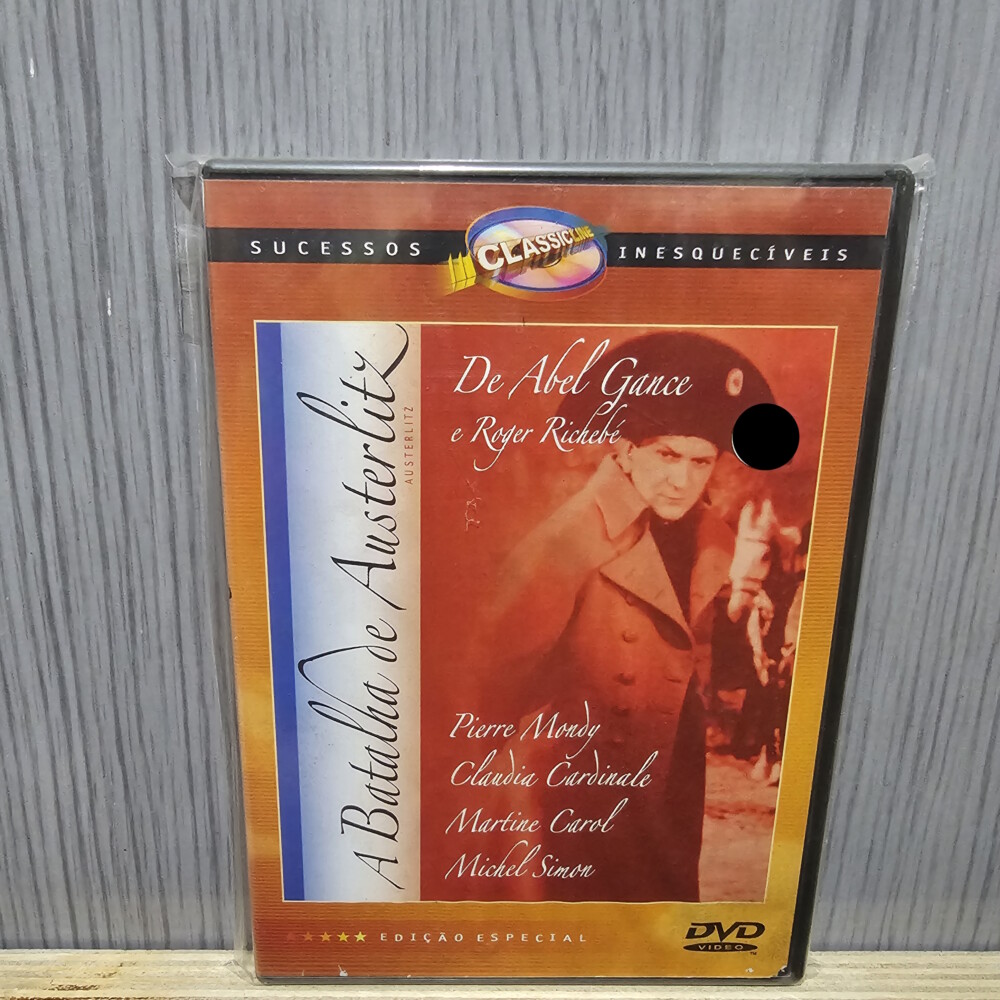 SUCESSOS CLASSICLINE INESQUECÍVEIS
A Batalha de Austerlitz
AUSTERLITZ
De Abel Gance
e Roger Richebé
Pierre Mondy
Claudia Cardinale
Martine Carol
Michel Simon
EDIÇÃO ESPECIAL
DVD
VIDEO
TM